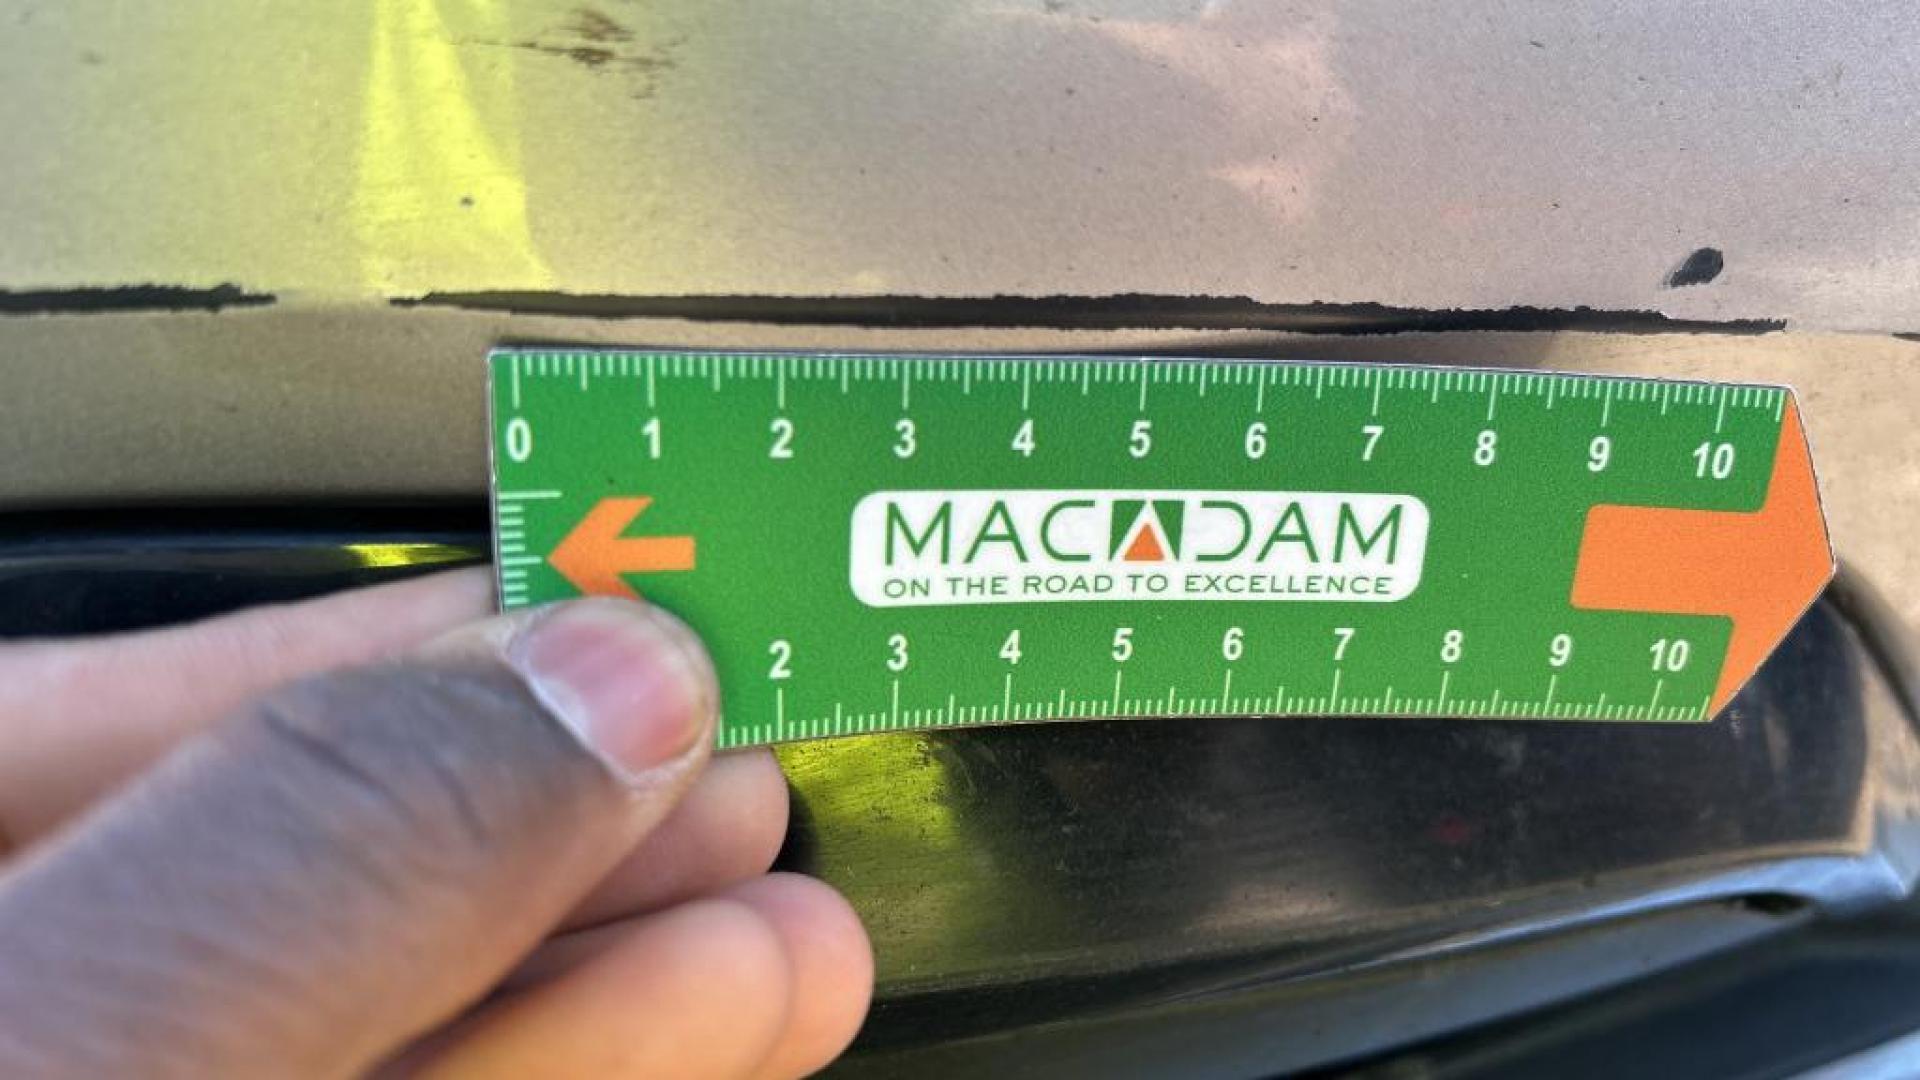 0 1 2 3 4 5 6 7 8 9 10
MACADAM
ON THE ROAD TO EXCELLENCE
2 3 4 5 6 7 8 9 10